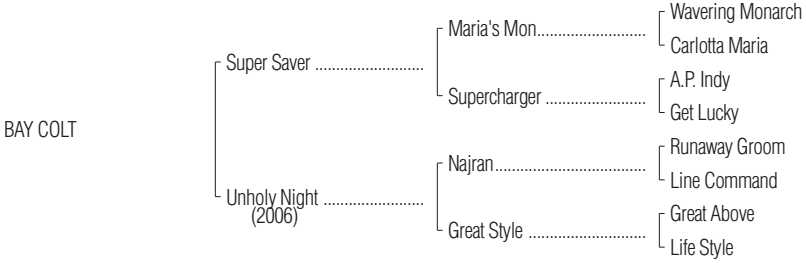 Wavering Monarch
Maria's Mon..........................
Carlotta Maria
Super Saver ..........................
A.P. Indy
Supercharger ........................
Get Lucky
BAY COLT
Runaway Groom
Najran....................................
Line Command
Unholy Night ........................
(2006)
Great Above
Great Style ............................
Life Style